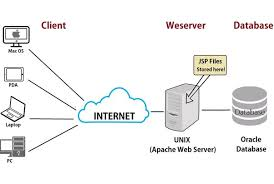 Client
Weserver
Database
Mac OS
JSP Files
Stored here!
PDA
INTERNET
Database
Laptop
UNIX
(Apache Web Server)
Oracle
Database
PC